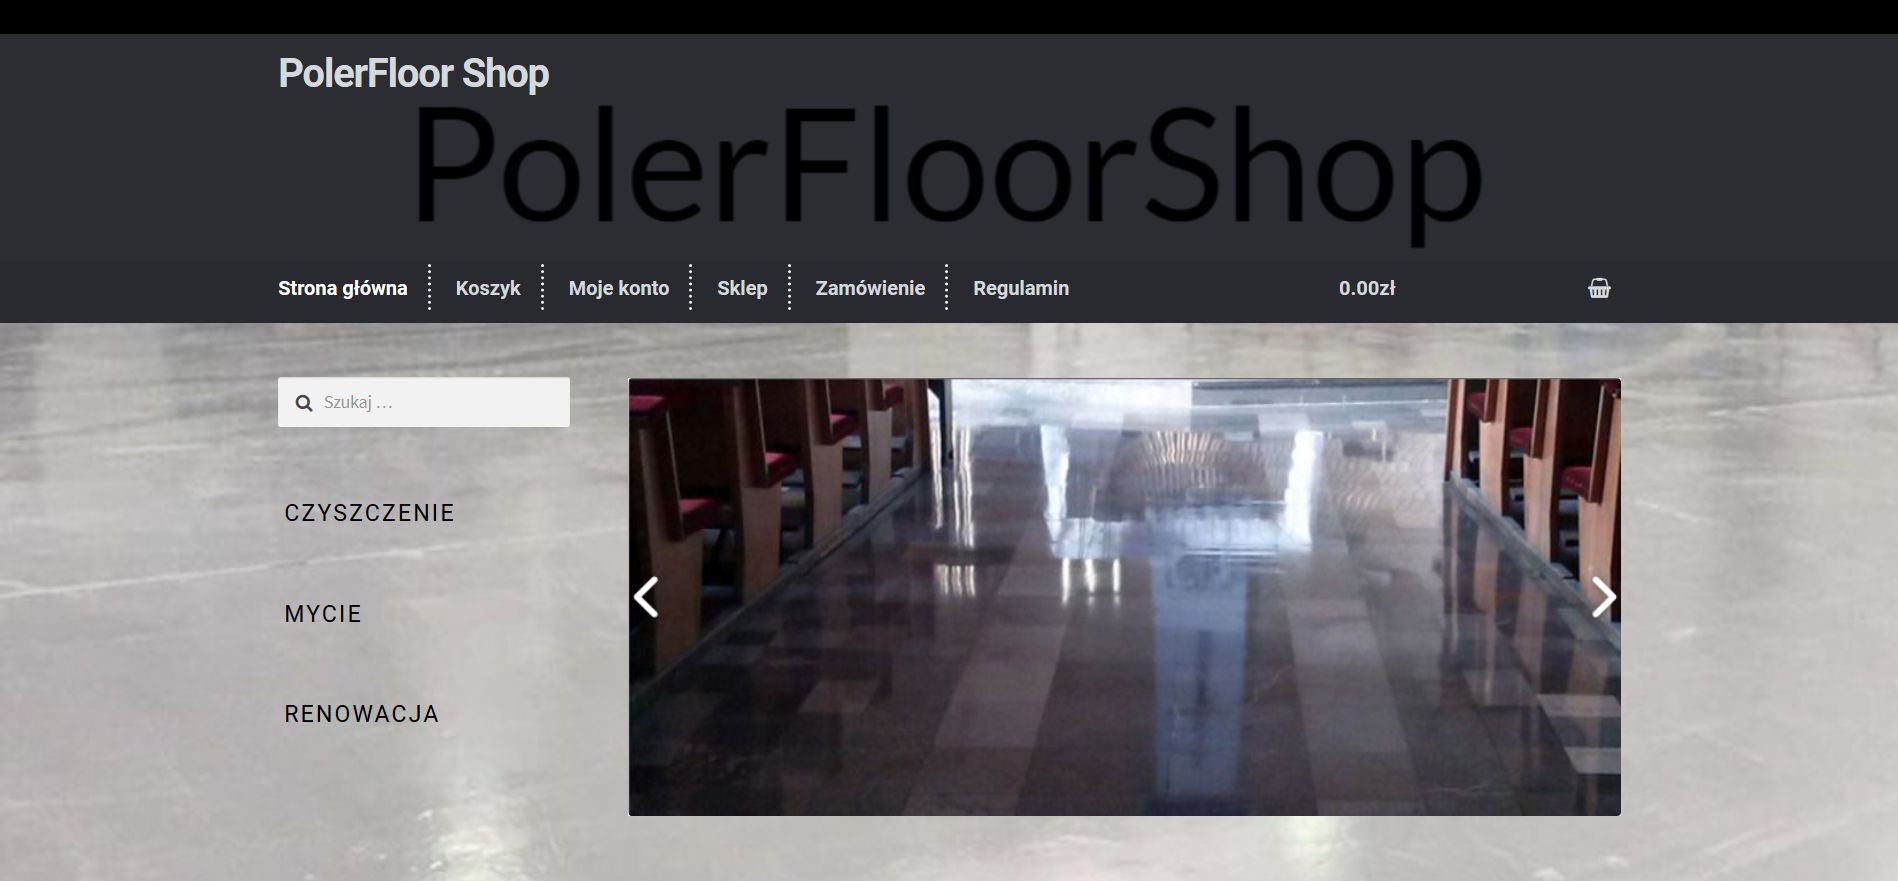 PolerFloor Shop
PolerFloorShop
Strona główna
Koszyk
Moje konto
Sklep
Zamówienie
Regulamin
0.00zł
Szukaj …
CZYSZCZENIE
MYCIE
RENOWACJA